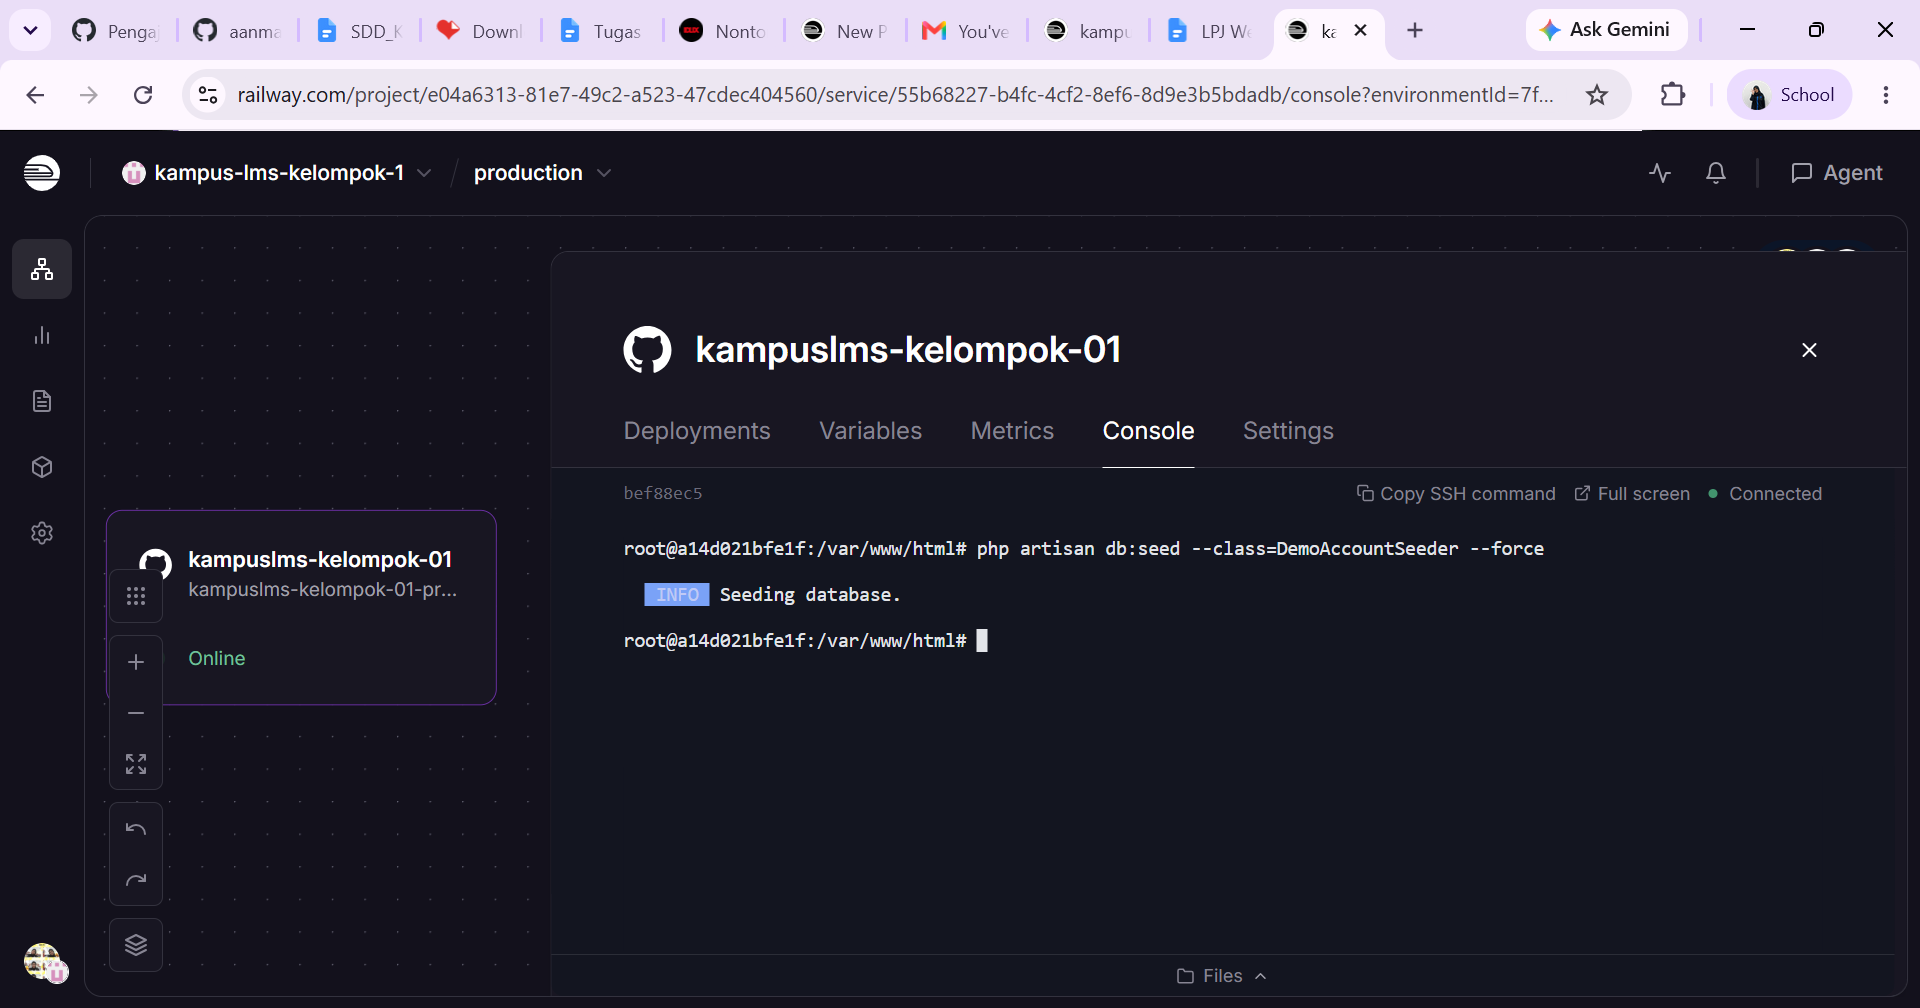 Penga
aanma
SDD_K
Downl
Tugas
Nonto
New P
You've
kampu
LPJ We
ka
Ask Gemini
railway.com/project/e04a6313-81e7-49c2-a523-47cdec404560/service/55b68227-b4fc-4cf2-8ef6-8d9e3b5bdadb/console?environmentId=7f...
School
kampus-lms-kelompok-1
production
Agent
kampuslms-kelompok-01
kampuslms-kelompok-01-pr...
Online
kampuslms-kelompok-01
Deployments
Variables
Metrics
Console
Settings
bef88ec5
Copy SSH command
Full screen
Connected
root@a14d021bfe1f:/var/www/html# php artisan db:seed --class=DemoAccountSeeder --force
INFO Seeding database.
root@a14d021bfe1f:/var/www/html#
Files